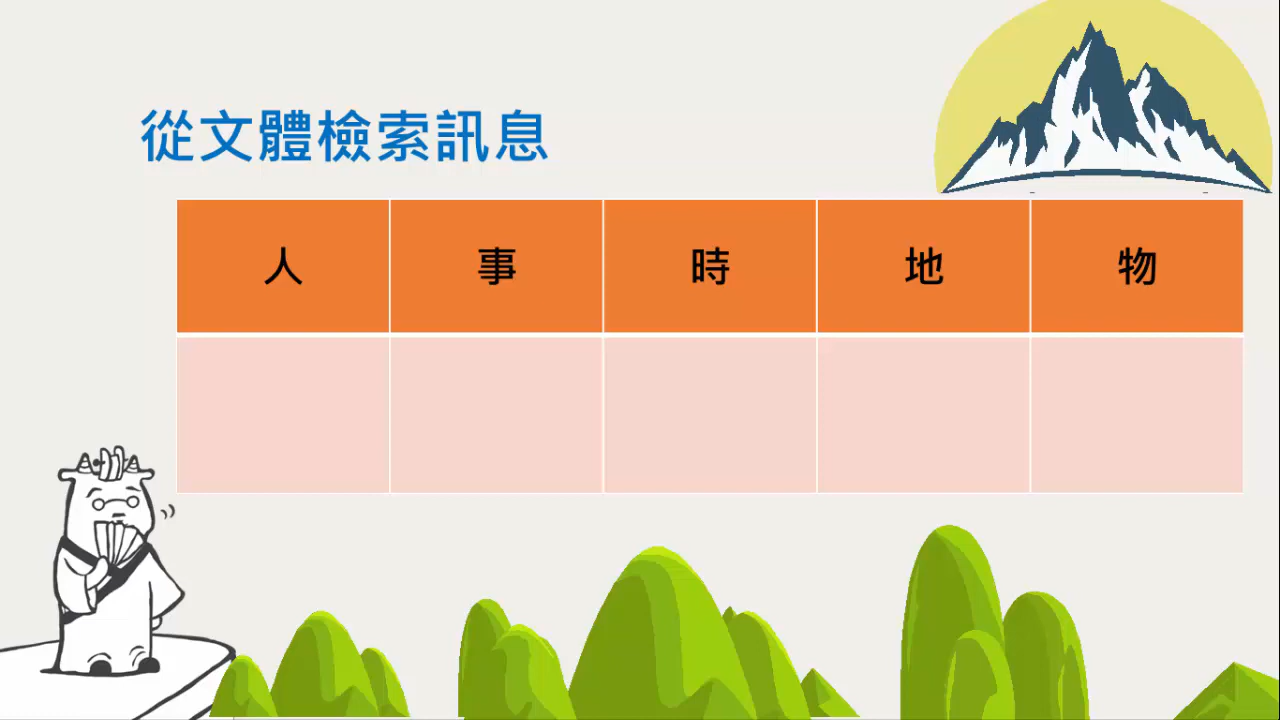 從文體檢索訊息
人 事 時 地 物